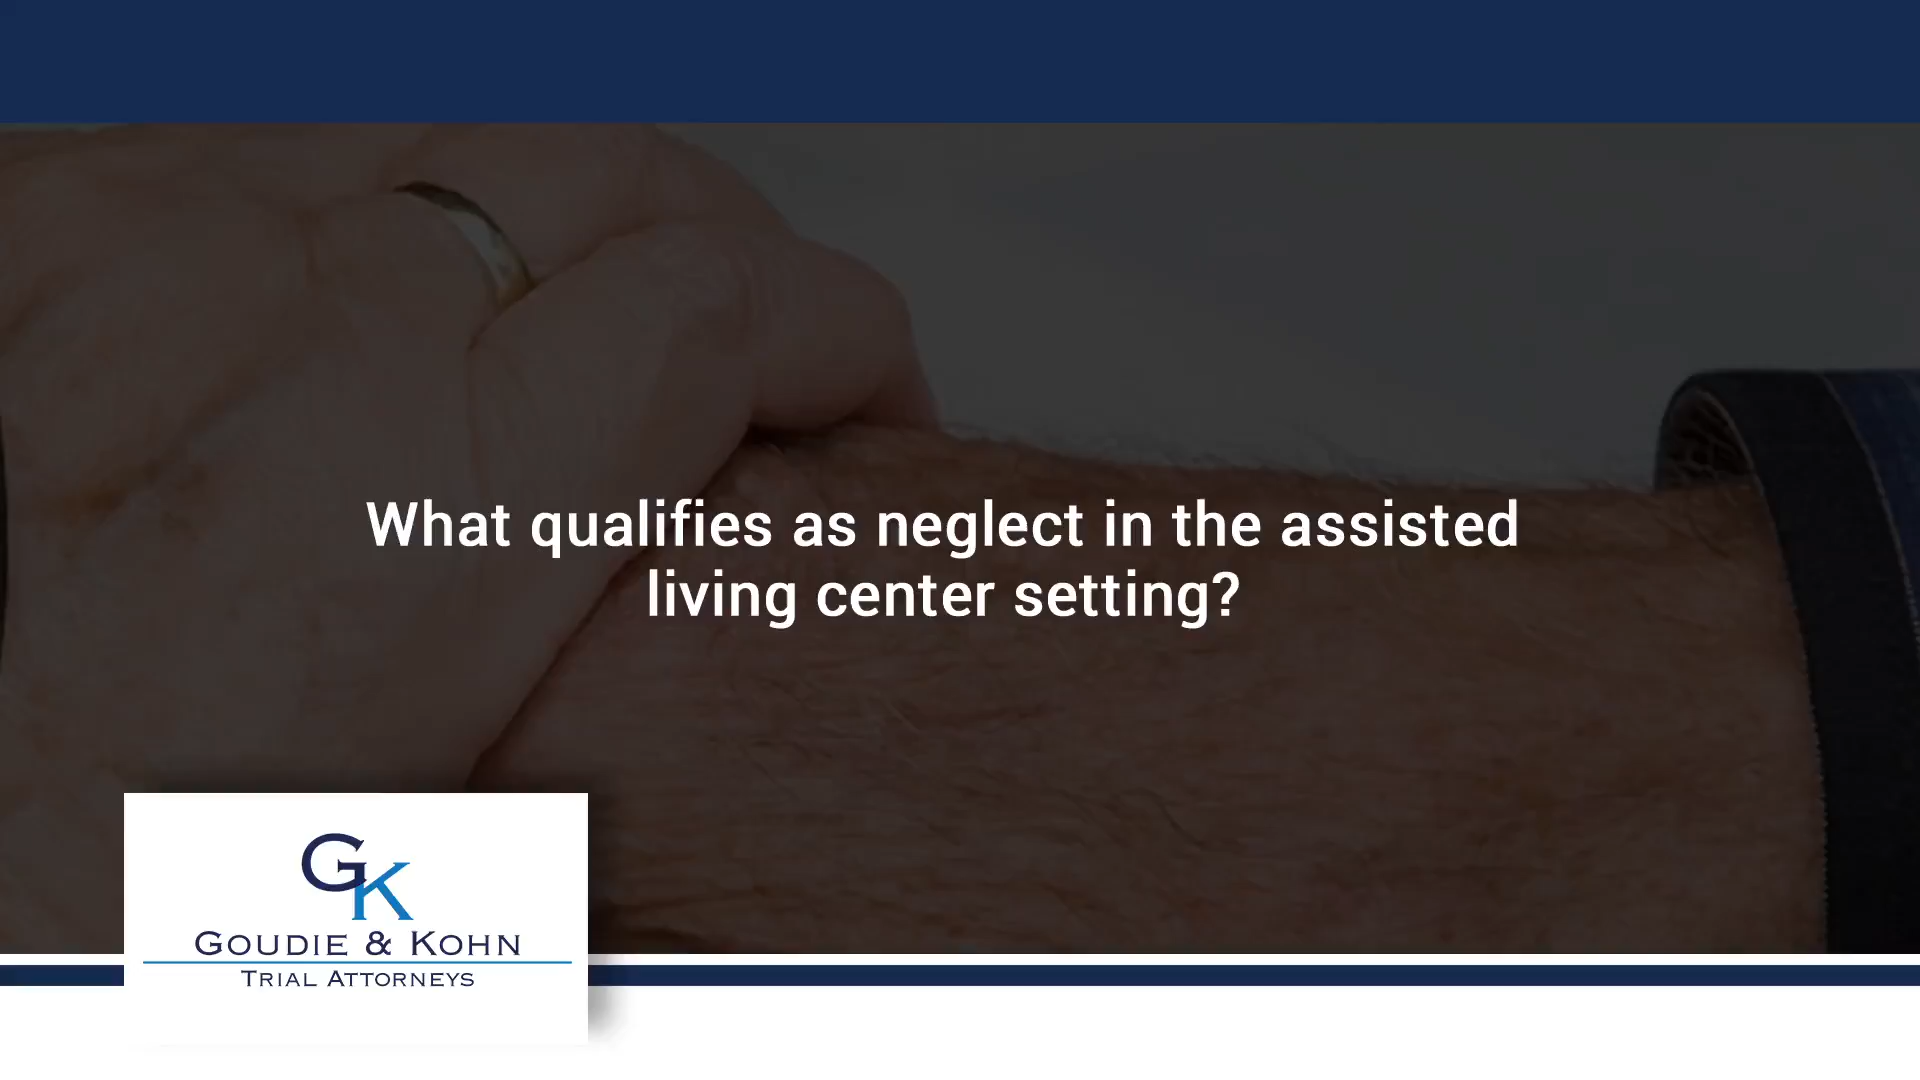 What qualifies as neglect in the assisted
living center setting?
GK
GOUDIE & KOHN
TRIAL ATTORNEYS